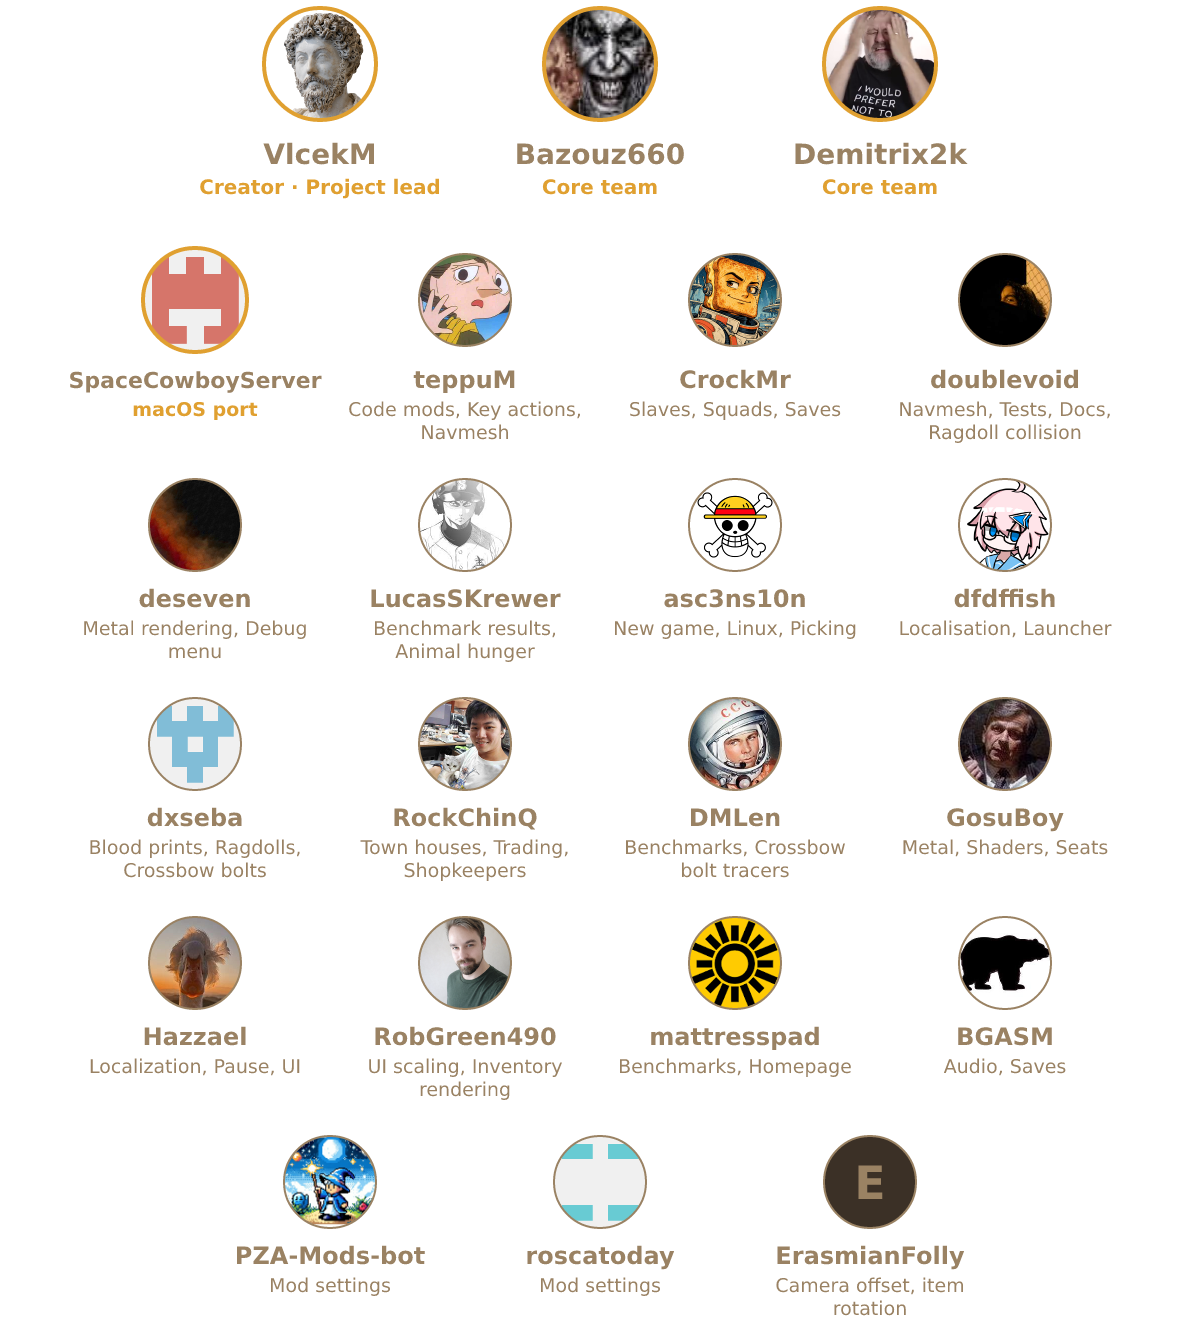 I WOULD
PREFER
NOT TO
VlcekM
Bazouz660
Demitrix2k
Creator · Project lead
Core team
Core team
SpaceCowboyServer
teppuM
CrockMr
doublevoid
macOS port
Code mods, Key actions,
Navmesh
Slaves, Squads, Saves
Navmesh, Tests, Docs,
Ragdoll collision
deseven
LucasSKrewer
asc3ns10n
dfdffish
Metal rendering, Debug
menu
Benchmark results,
Animal hunger
New game, Linux, Picking
Localisation, Launcher
СССР
dxseba
RockChinQ
DMLen
GosuBoy
Blood prints, Ragdolls,
Crossbow bolts
Town houses, Trading,
Shopkeepers
Benchmarks, Crossbow
bolt tracers
Metal, Shaders, Seats
Hazzael
RobGreen490
mattresspad
BGASM
Localization, Pause, UI
UI scaling, Inventory
rendering
Benchmarks, Homepage
Audio, Saves
E
PZA-Mods-bot
roscatoday
ErasmianFolly
Mod settings
Mod settings
Camera offset, item
rotation